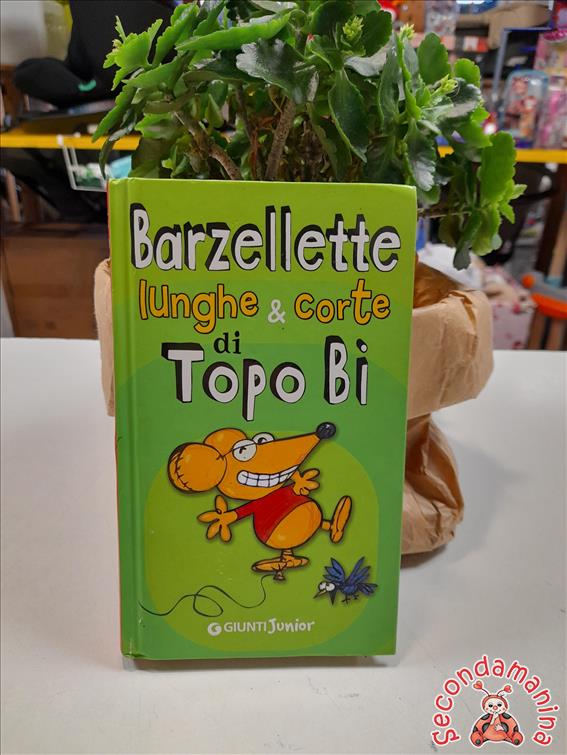 Barzellette
lunghe & corte
di
Topo Bi
GIUNTI Junior
Secondamanina